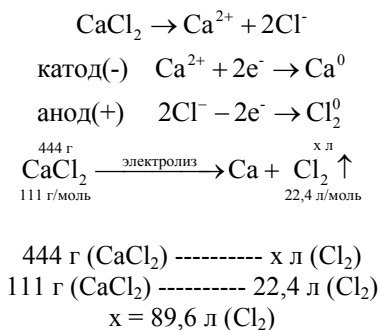 CaCl₂ → Ca²⁺ + 2Cl⁻
катод(-) Ca²⁺ + 2e⁻ → Ca⁰
анод(+) 2Cl⁻ – 2e⁻ → Cl₂⁰
444 г х л
CaCl₂ электролиз → Ca + Cl₂ ↑
111 г/моль 22,4 л/моль
444 г (CaCl₂) ---------- х л (Cl₂)
111 г (CaCl₂) ---------- 22,4 л (Cl₂)
х = 89,6 л (Cl₂)